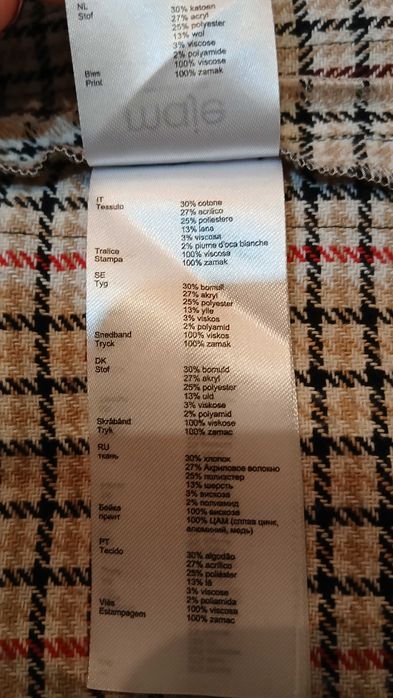 NL
Stof
30% katoen
27% acryl
25% polyester
13% wol
3% viscose
2% polyamide
Bies 100% viscose
Print 100% zamak
IT
Tessuto
30% cotone
27% acrilico
25% poliestere
13% lana
3% viscosa
2% piume d'oca blanche
Tralice 100% viscosa
Stampa 100% zamak
SE
Tyg
30% bomull
27% akryl
25% polyester
13% ylle
3% viskos
2% polyamid
Snedband 100% viskos
Tryck 100% zamak
DK
Stof
30% bomuld
27% akryl
25% polyester
13% uld
3% viskose
2% polyamid
Skråbånd 100% viskose
Tryk 100% zamac
RU
ткань
30% хлопок
27% Акриловое волокно
25% полиэстер
13% шерсть
3% вискоза
2% полиамид
Бейка 100% вискоза
принт 100% ЦАМ (сплав цинк,
алюминий, медь)
PT
Tecido
30% algodão
27% acrílico
25% poliéster
13% lã
3% viscose
2% poliamida
Viés 100% viscosa
Estampagem 100% zamac